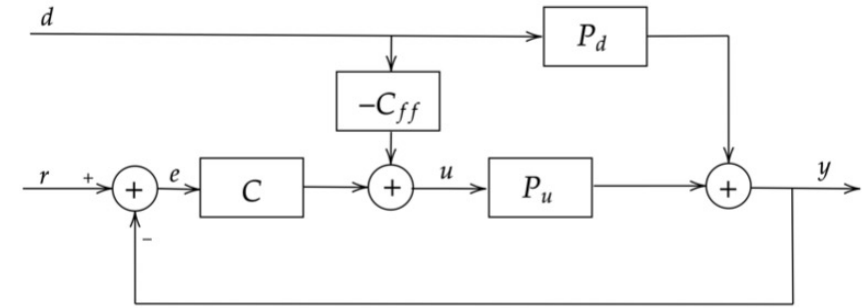 d
P_d
-C_ff
r + + e C + u P_u + y
-